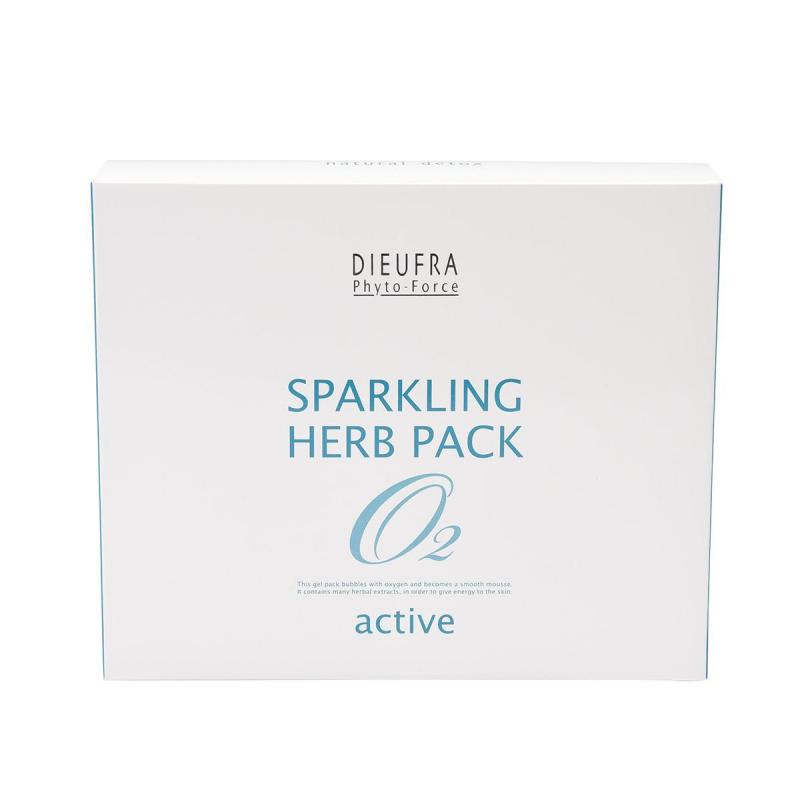 natural detox
DIEUFRA
Phyto-Force
SPARKLING
HERB PACK
O2
This gel pack bubbles with oxygen and becomes a smooth mousse.
It contains many herbal extracts, in order to give energy to the skin.
active